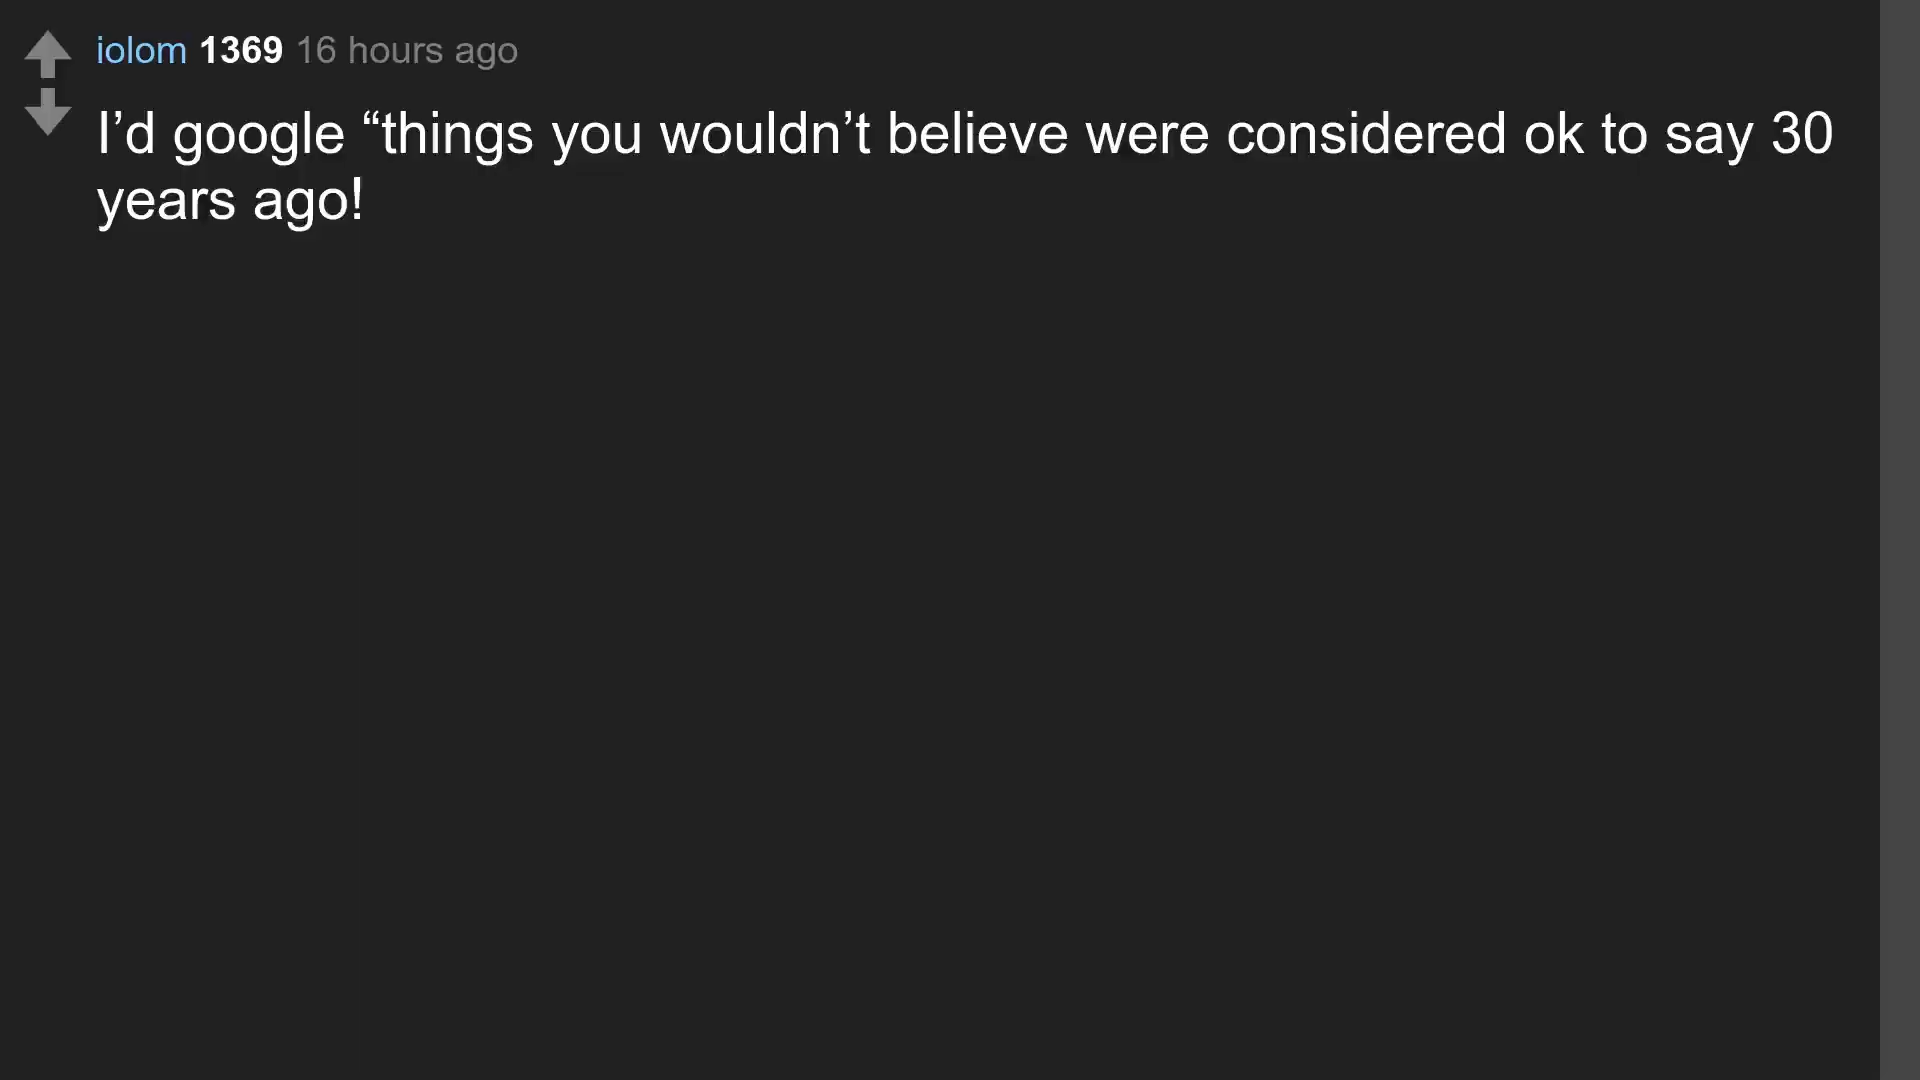 iolom 1369 16 hours ago
I’d google “things you wouldn’t believe were considered ok to say 30
years ago!